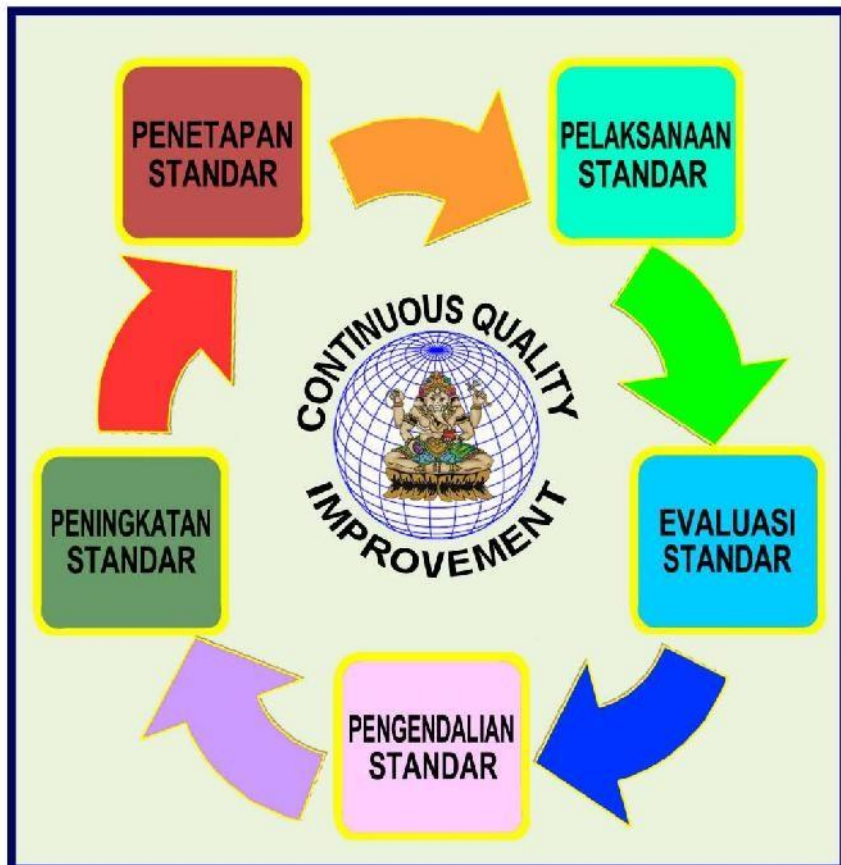 PENETAPAN
STANDAR
PELAKSANAAN
STANDAR
CONTINUOUS QUALITY
IMPROVEMENT
PENINGKATAN
STANDAR
EVALUASI
STANDAR
PENGENDALIAN
STANDAR